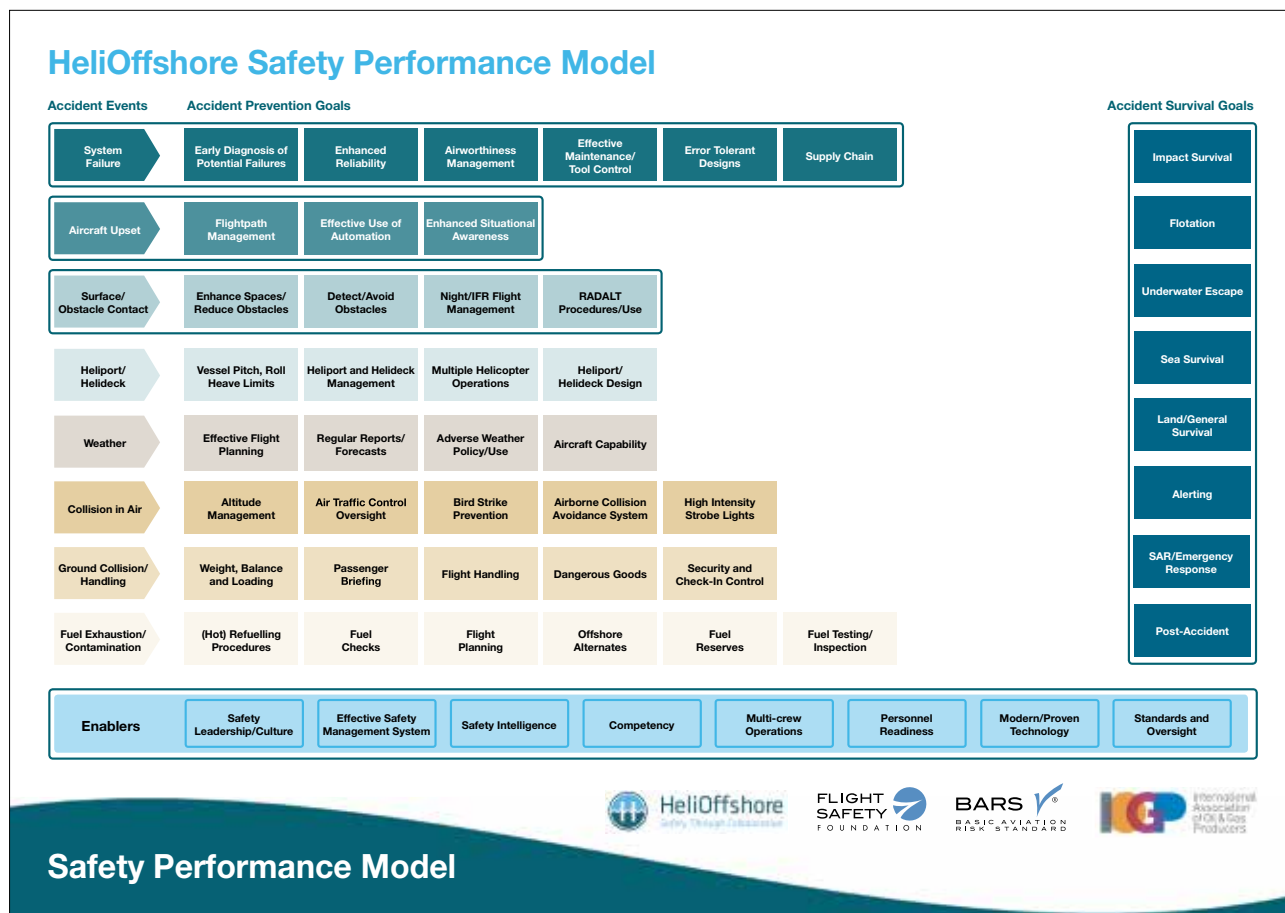 HeliOffshore Safety Performance Model
Accident Events
Accident Prevention Goals
Accident Survival Goals
System
Failure
Early Diagnosis of
Potential Failures
Enhanced
Reliability
Airworthiness
Management
Effective
Maintenance/
Tool Control
Error Tolerant
Designs
Supply Chain
Aircraft Upset
Flightpath
Management
Effective Use of
Automation
Enhanced Situational
Awareness
Surface/
Obstacle Contact
Enhance Spaces/
Reduce Obstacles
Detect/Avoid
Obstacles
Night/IFR Flight
Management
RADALT
Procedures/Use
Heliport/
Helideck
Vessel Pitch, Roll
Heave Limits
Heliport and Helideck
Management
Multiple Helicopter
Operations
Heliport/
Helideck Design
Weather
Effective Flight
Planning
Regular Reports/
Forecasts
Adverse Weather
Policy/Use
Aircraft Capability
Collision in Air
Altitude
Management
Air Traffic Control
Oversight
Bird Strike
Prevention
Airborne Collision
Avoidance System
High Intensity
Strobe Lights
Ground Collision/
Handling
Weight, Balance
and Loading
Passenger
Briefing
Flight Handling
Dangerous Goods
Security and
Check-In Control
Fuel Exhaustion/
Contamination
(Hot) Refuelling
Procedures
Fuel
Checks
Flight
Planning
Offshore
Alternates
Fuel
Reserves
Fuel Testing/
Inspection
Impact Survival
Flotation
Underwater Escape
Sea Survival
Land/General
Survival
Alerting
SAR/Emergency
Response
Post-Accident
Enablers
Safety
Leadership/Culture
Effective Safety
Management System
Safety Intelligence
Competency
Multi-crew
Operations
Personnel
Readiness
Modern/Proven
Technology
Standards and
Oversight
HeliOffshore
Safety Through Collaboration
FLIGHT
SAFETY
FOUNDATION
BARS ®
BASIC AVIATION
RISK STANDARD
IOGP
International
Association
of Oil & Gas
Producers
Safety Performance Model